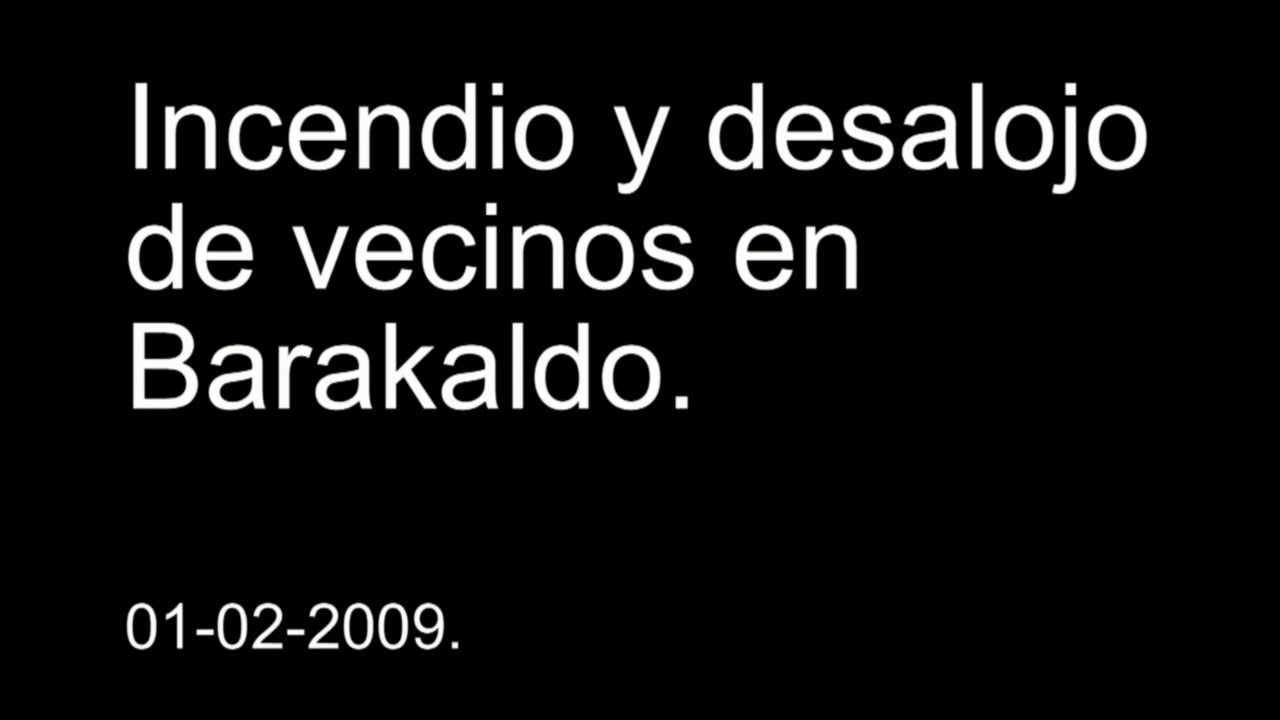 Incendio y desalojo
de vecinos en
Barakaldo.
01-02-2009.